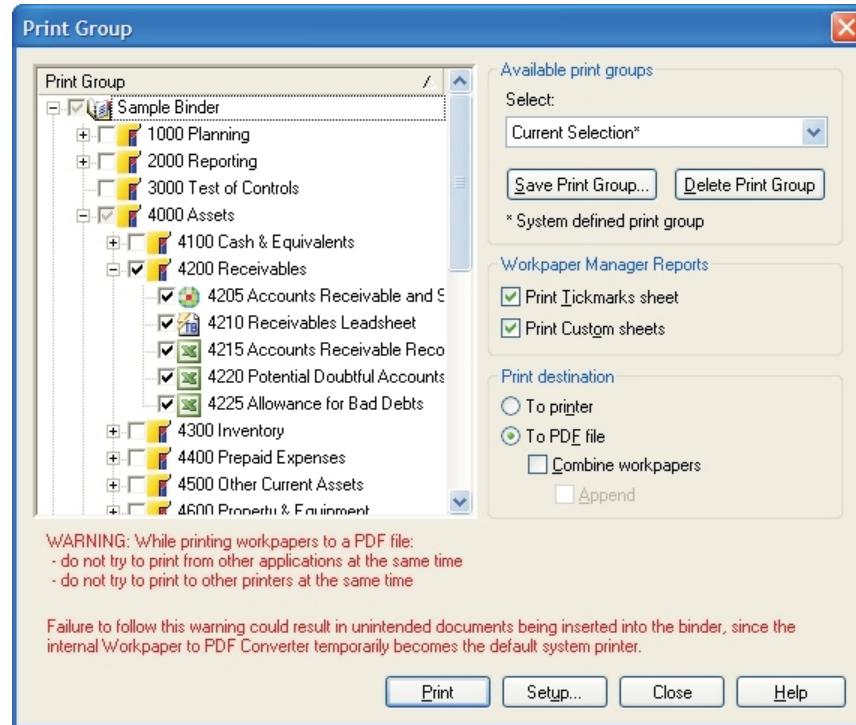 Print Group
Print Group
Sample Binder
1000 Planning
2000 Reporting
3000 Test of Controls
4000 Assets
4100 Cash & Equivalents
4200 Receivables
4205 Accounts Receivable and S
4210 Receivables Leadsheet
4215 Accounts Receivable Reco
4220 Potential Doubtful Accounts
4225 Allowance for Bad Debts
4300 Inventory
4400 Prepaid Expenses
4500 Other Current Assets
4600 Property & Equipment
Available print groups
Select:
Current Selection*
Save Print Group... Delete Print Group
* System defined print group
Workpaper Manager Reports
Print Tickmarks sheet
Print Custom sheets
Print destination
To printer
To PDF file
Combine workpapers
Append
WARNING: While printing workpapers to a PDF file:
- do not try to print from other applications at the same time
- do not try to print to other printers at the same time
Failure to follow this warning could result in unintended documents being inserted into the binder, since the
internal Workpaper to PDF Converter temporarily becomes the default system printer.
Print Setup... Close Help